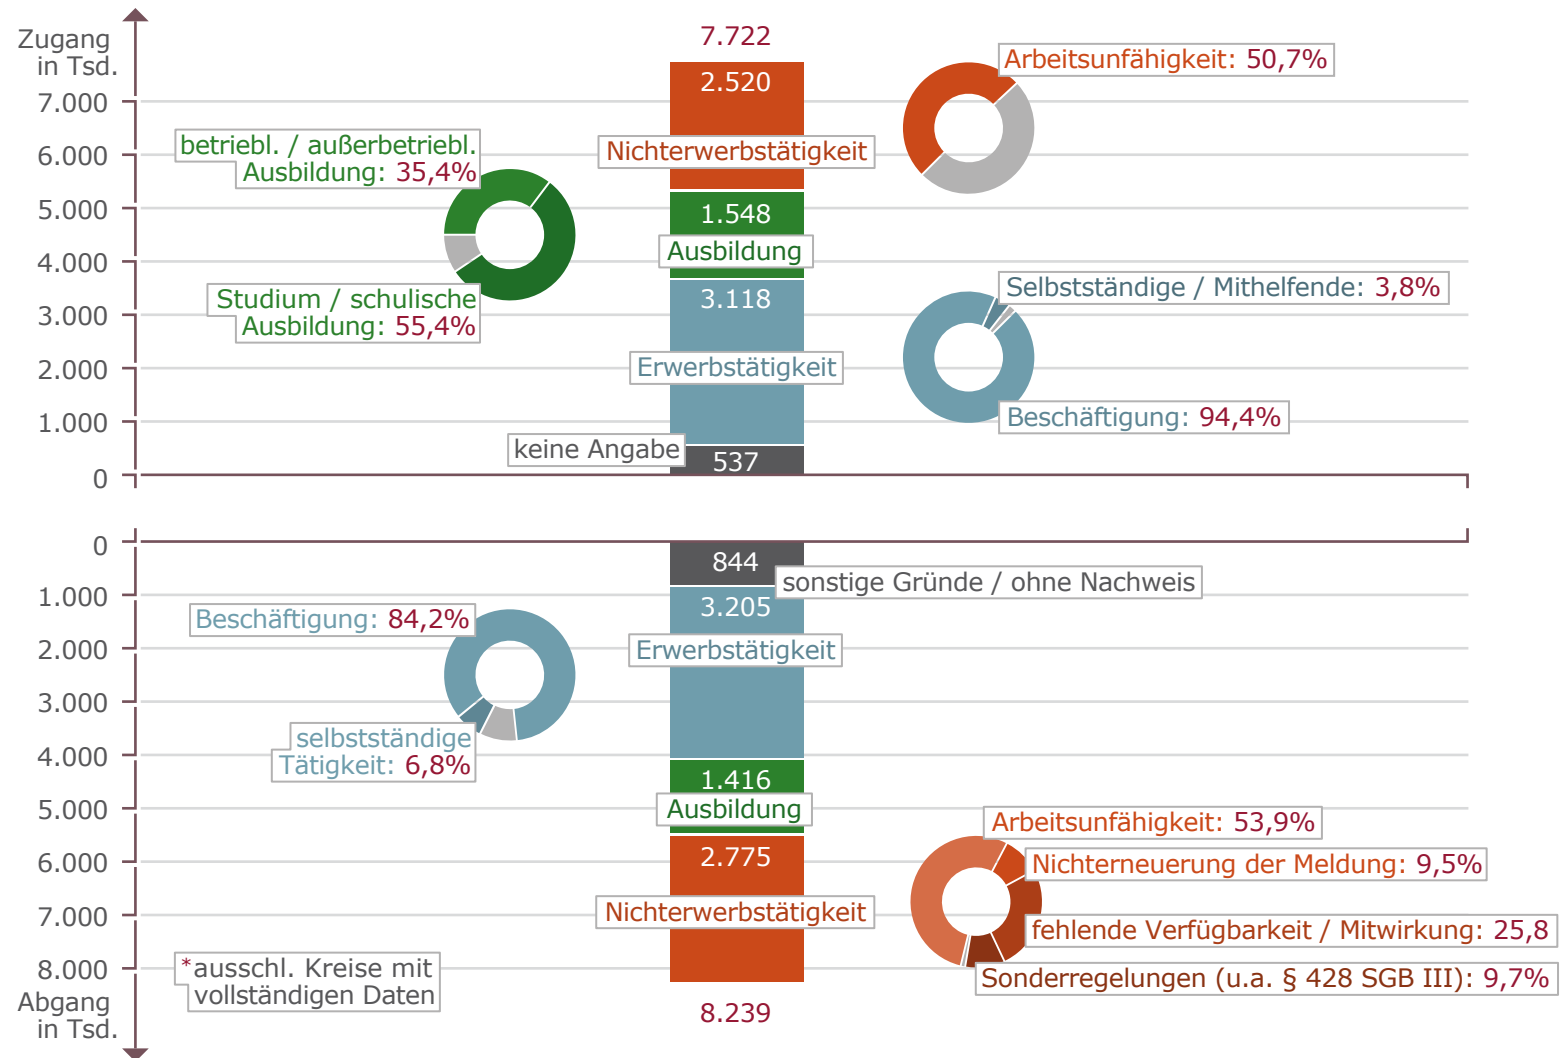 Zugang
in Tsd.
7.722
Arbeitsunfähigkeit: 50,7%
2.520
7.000
betriebl. / außerbetriebl.
Ausbildung: 35,4%
Nichterwerbstätigkeit
6.000
5.000
1.548
Ausbildung
4.000
Studium / schulische
Ausbildung: 55,4%
3.118
Selbstständige / Mithelfende: 3,8%
3.000
Erwerbstätigkeit
2.000
Beschäftigung: 94,4%
1.000
keine Angabe
537
0
0
844
sonstige Gründe / ohne Nachweis
1.000
3.205
Beschäftigung: 84,2%
2.000
Erwerbstätigkeit
3.000
selbstständige
Tätigkeit: 6,8%
4.000
1.416
Ausbildung
5.000
Arbeitsunfähigkeit: 53,9%
2.775
6.000
Nichterneuerung der Meldung: 9,5%
7.000
Nichterwerbstätigkeit
fehlende Verfügbarkeit / Mitwirkung: 25,8
8.000
*ausschl. Kreise mit
vollständigen Daten
Sonderregelungen (u.a. § 428 SGB III): 9,7%
Abgang
in Tsd.
8.239